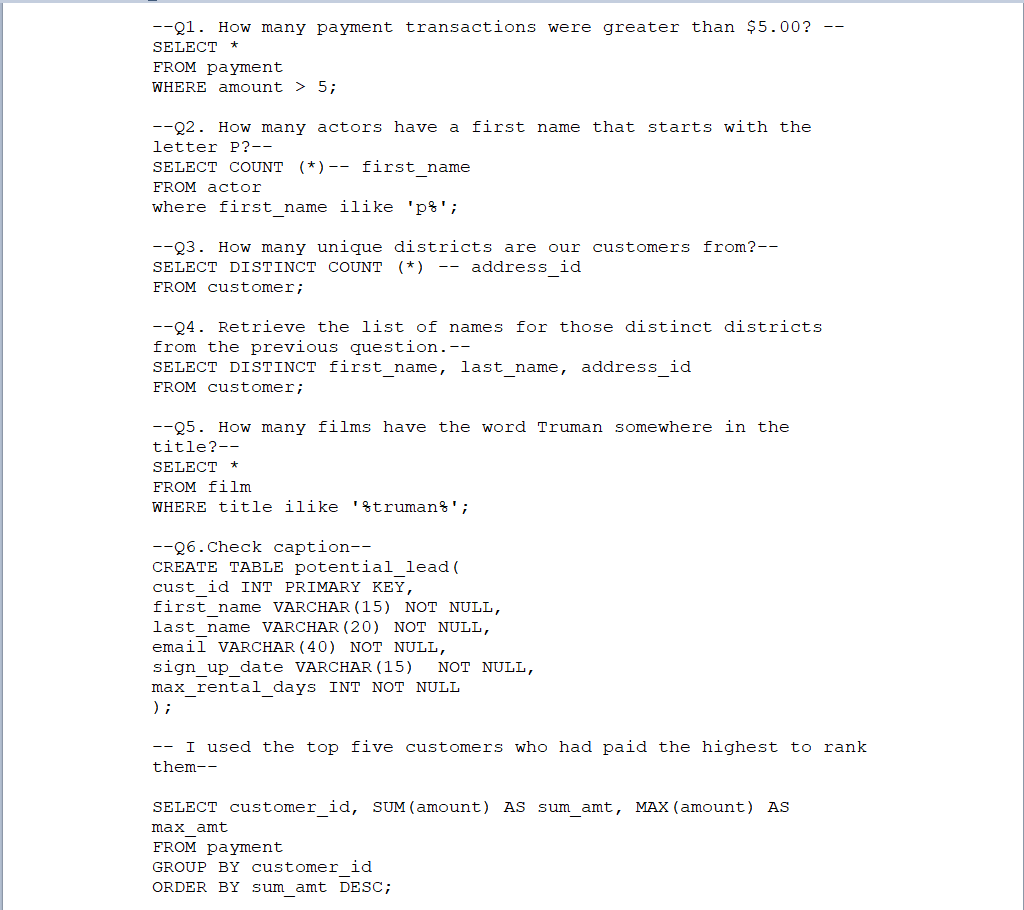 --Q1. How many payment transactions were greater than $5.00? --
SELECT *
FROM payment
WHERE amount > 5;
--Q2. How many actors have a first name that starts with the
letter P?--
SELECT COUNT (*)-- first_name
FROM actor
where first_name ilike 'p%';
--Q3. How many unique districts are our customers from?--
SELECT DISTINCT COUNT (*) -- address_id
FROM customer;
--Q4. Retrieve the list of names for those distinct districts
from the previous question.--
SELECT DISTINCT first_name, last_name, address_id
FROM customer;
--Q5. How many films have the word Truman somewhere in the
title?--
SELECT *
FROM film
WHERE title ilike '%truman%';
--Q6.Check caption--
CREATE TABLE potential_lead(
cust_id INT PRIMARY KEY,
first_name VARCHAR(15) NOT NULL,
last_name VARCHAR(20) NOT NULL,
email VARCHAR(40) NOT NULL,
sign_up_date VARCHAR(15)  NOT NULL,
max_rental_days INT NOT NULL
);
-- I used the top five customers who had paid the highest to rank
them--
SELECT customer_id, SUM(amount) AS sum_amt, MAX(amount) AS
max_amt
FROM payment
GROUP BY customer_id
ORDER BY sum_amt DESC;